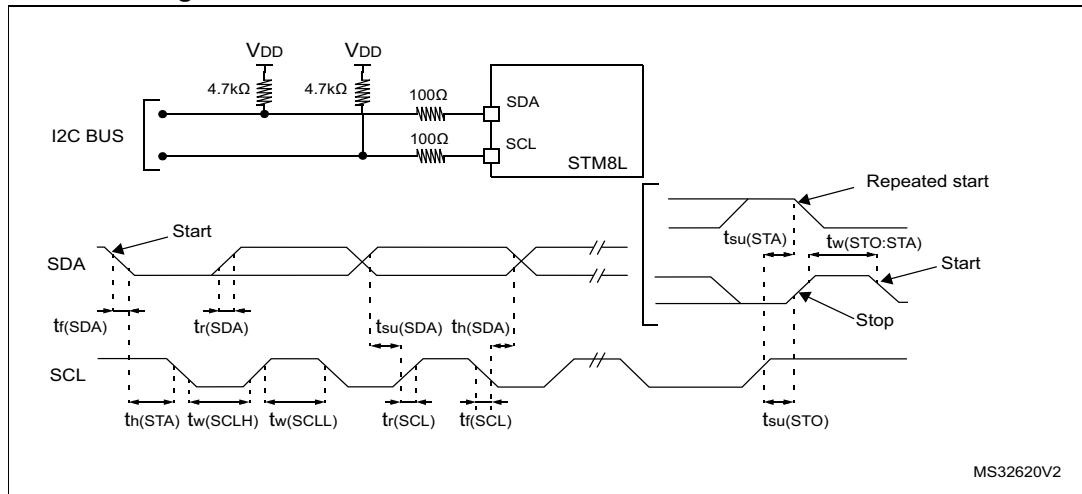 VDD VDD
4.7kΩ 4.7kΩ 100Ω
SDA
I2C BUS
100Ω SCL
STM8L
Repeated start
Start
tsu(STA) tw(STO:STA)
SDA
Start
Stop
tf(SDA) tr(SDA) tsu(SDA) th(SDA)
SCL
th(STA) tw(SCLH) tw(SCLL) tr(SCL) tf(SCL) tsu(STO)
MS32620V2